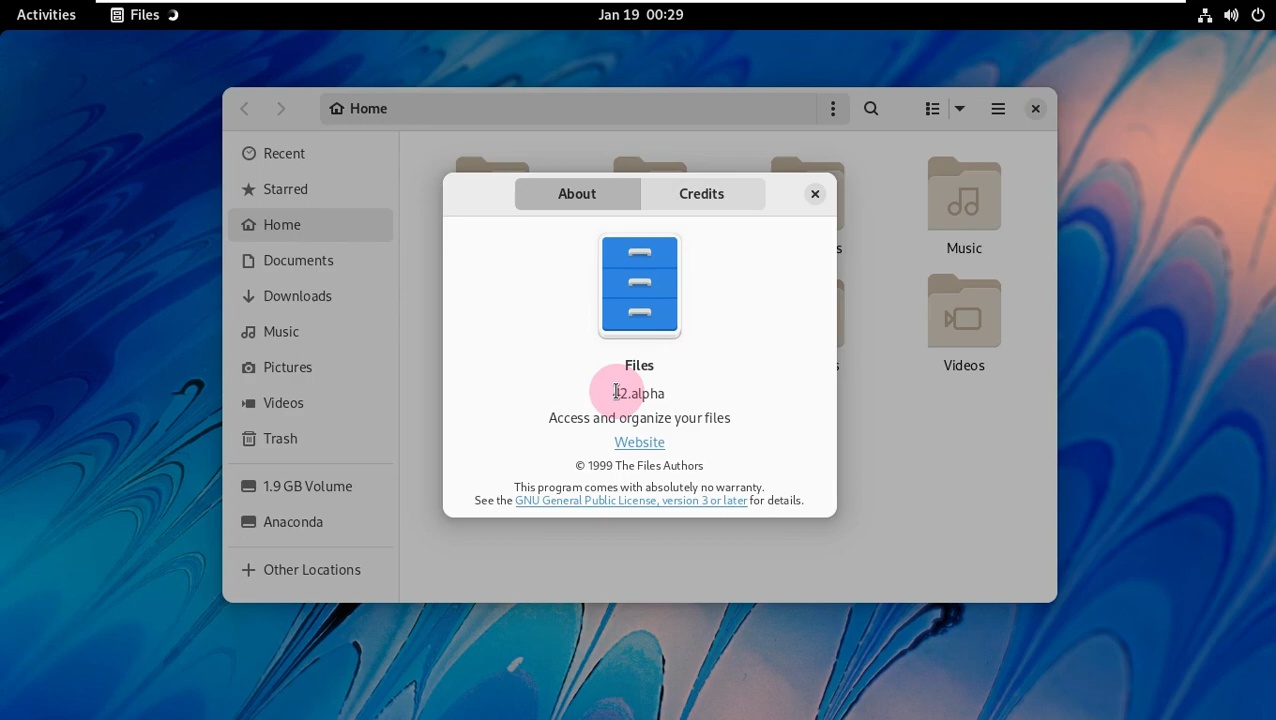 Activities
Files
Jan 19 00:29
Home
Recent
Starred
Home
Documents
Downloads
Music
Pictures
Videos
Trash
1.9 GB Volume
Anaconda
Other Locations
Music
Videos
About
Credits
Files
2.alpha
Access and organize your files
Website
© 1999 The Files Authors
This program comes with absolutely no warranty.
See the GNU General Public License, version 3 or later for details.